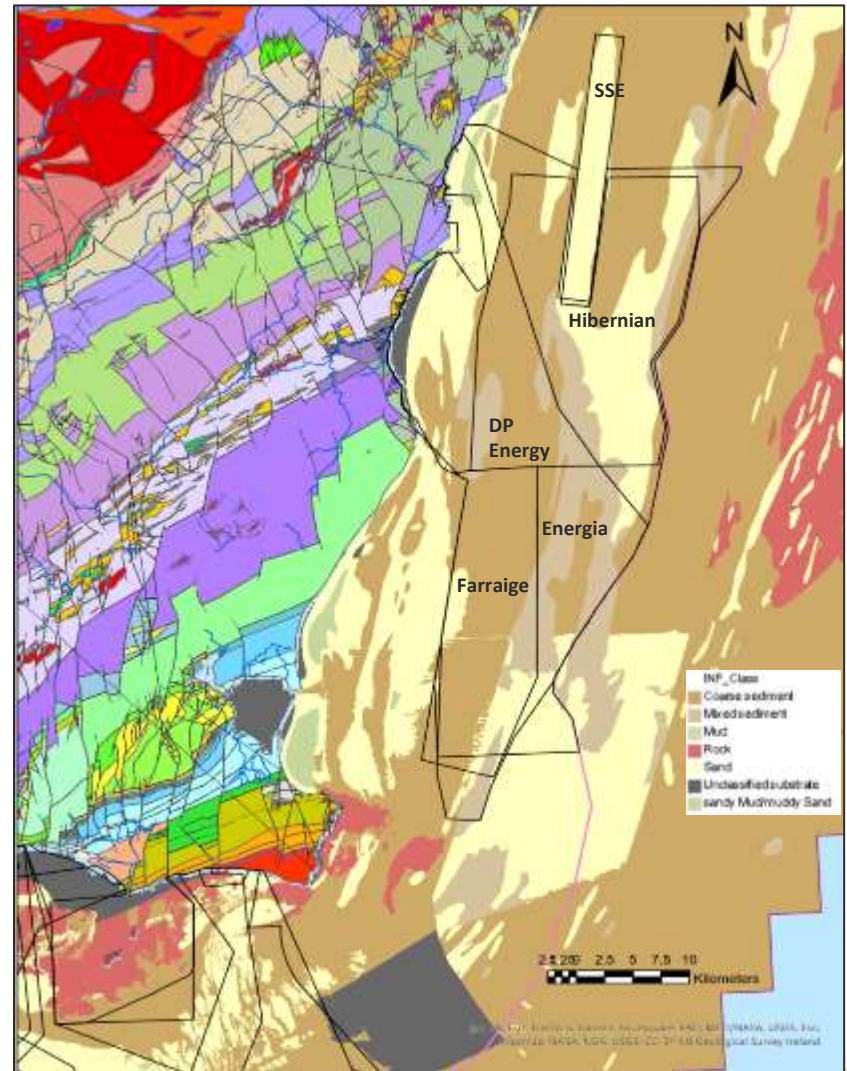 N
SSE
Hibernian
DP
Energy
Energia
Farraige
INF_Class
Coarse sediment
Mixed sediment
Mud
Rock
Sand
Unclassified substrate
sandy Mud/muddy Sand
2.5 5 7.5 10
Kilometers
Geological Survey Ireland